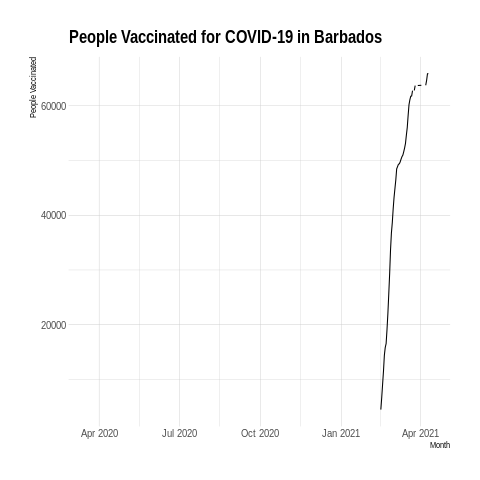 People Vaccinated for COVID-19 in Barbados
People Vaccinated
60000
40000
20000
Apr 2020 Jul 2020 Oct 2020 Jan 2021 Apr 2021
Month